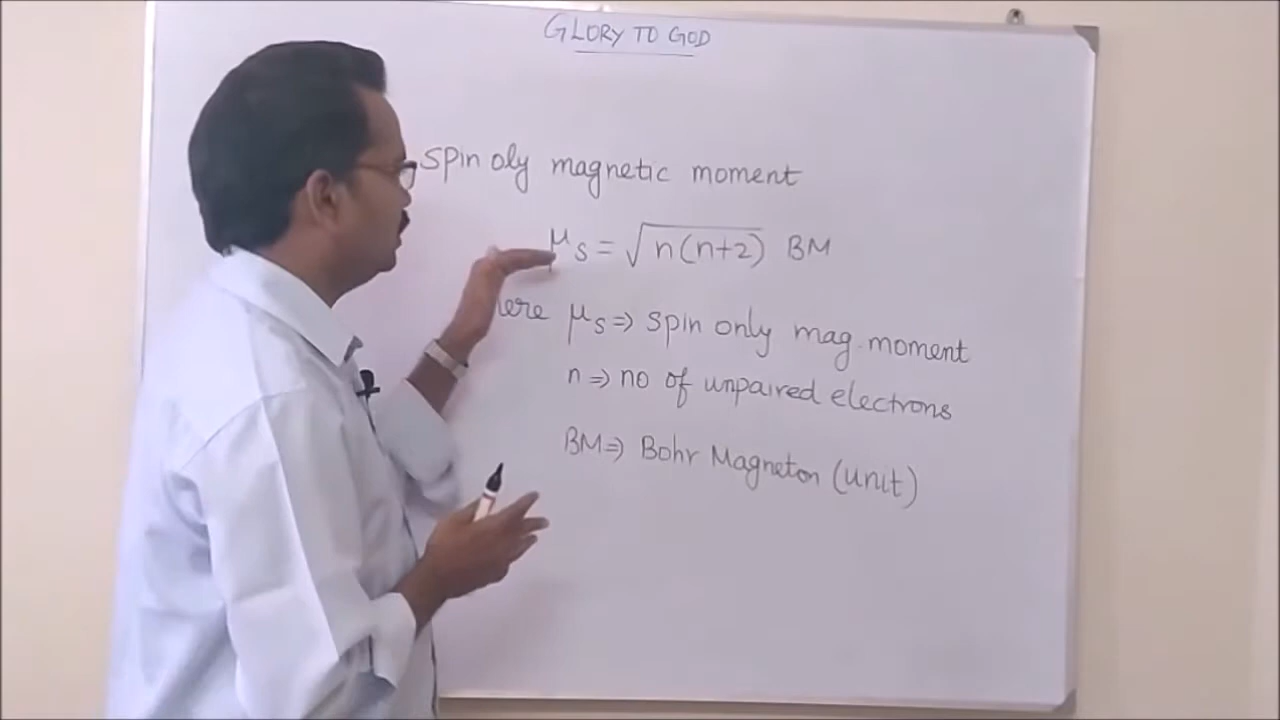 GLORY TO GOD
spin oly magnetic moment
μs = √n(n+2) BM
μs ⇒ spin only mag. moment
n ⇒ no of unpaired electrons
BM ⇒ Bohr Magneton (unit)